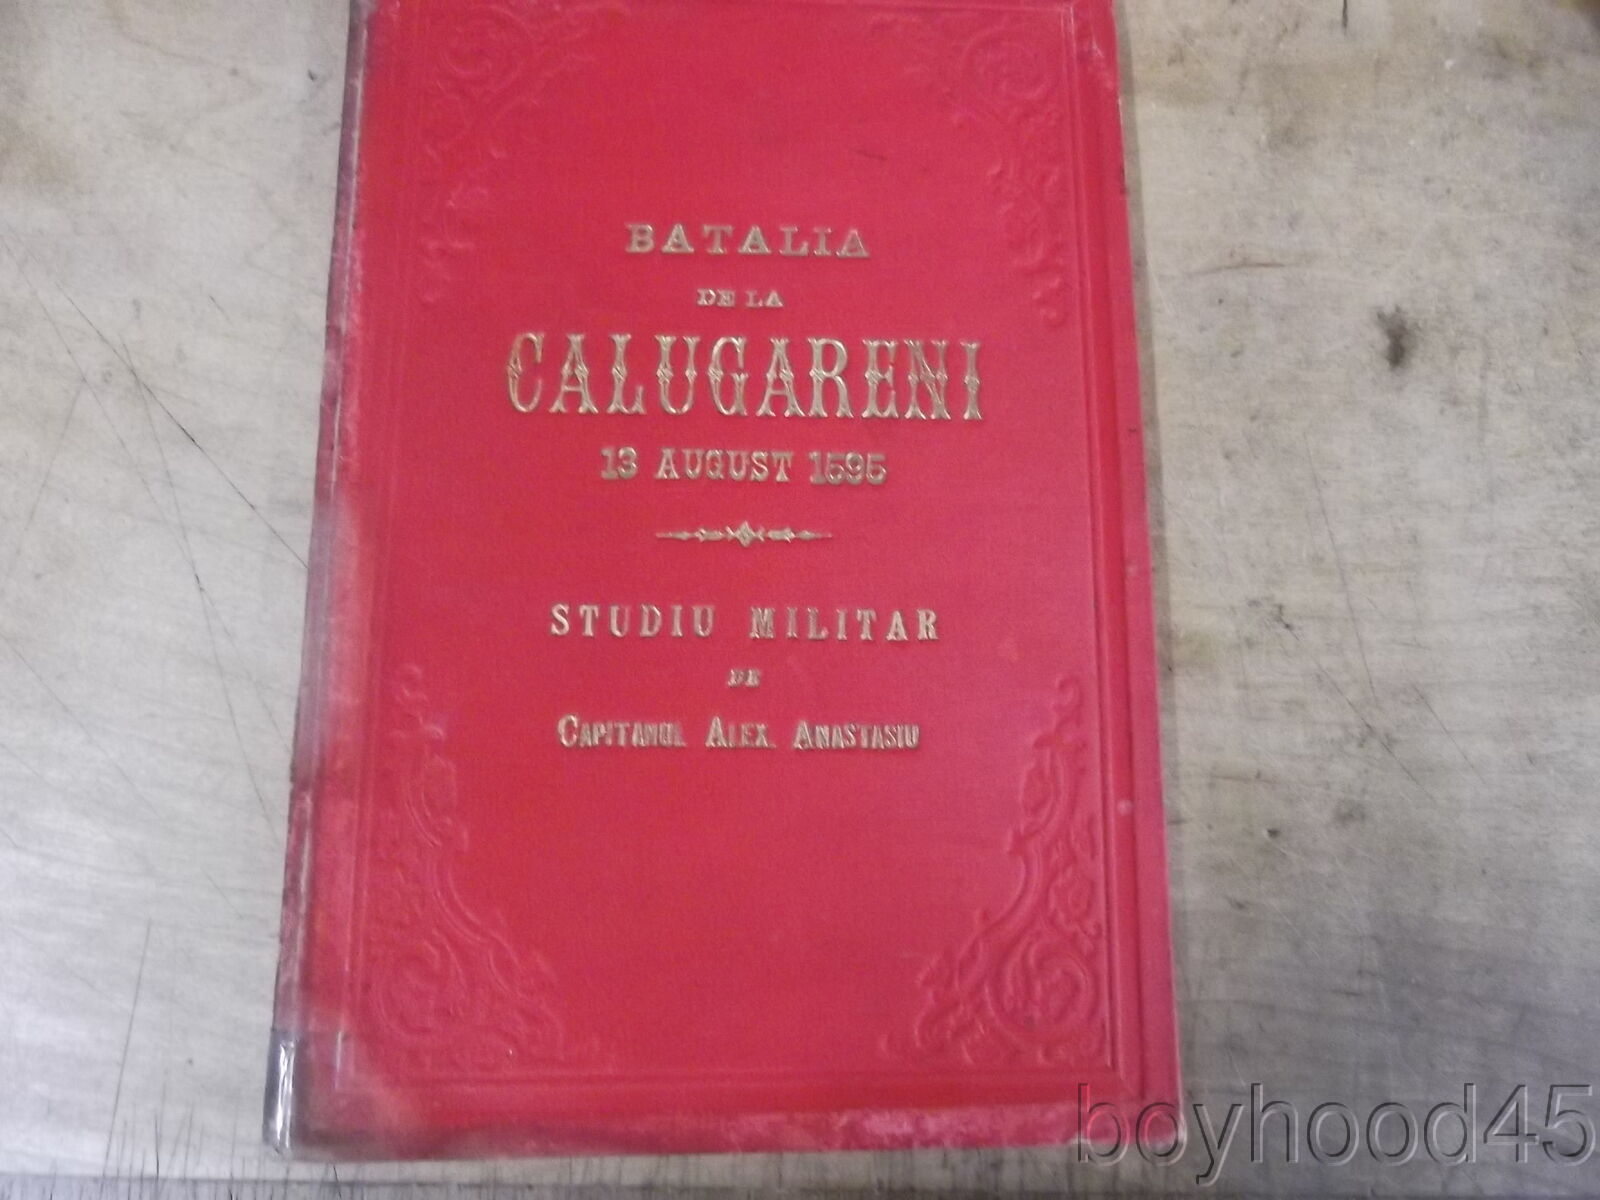 BATALIA
DE LA
CALUGARENI
13 AUGUST 1595
STUDIU MILITAR
DE
CAPITANUL ALEX. ANASTASIU
boyhood45